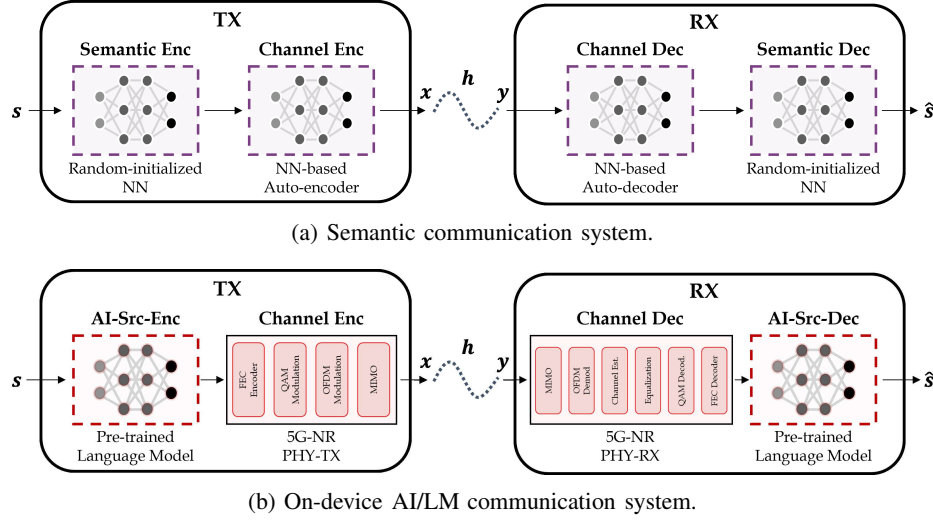 TX
RX
Semantic Enc
Channel Enc
Channel Dec
Semantic Dec
s
x
h
y
ŝ
Random-initialized
NN
NN-based
Auto-encoder
NN-based
Auto-decoder
Random-initialized
NN
(a) Semantic communication system.
TX
RX
AI-Src-Enc
Channel Enc
Channel Dec
AI-Src-Dec
s
FEC
Encoder
QAM
Modulation
OFDM
Modulation
MIMO
x
h
y
MIMO
OFDM
Demod
Channel Est.
Equalization
QAM Decod.
FEC Decoder
ŝ
Pre-trained
Language Model
5G-NR
PHY-TX
5G-NR
PHY-RX
Pre-trained
Language Model
(b) On-device AI/LM communication system.